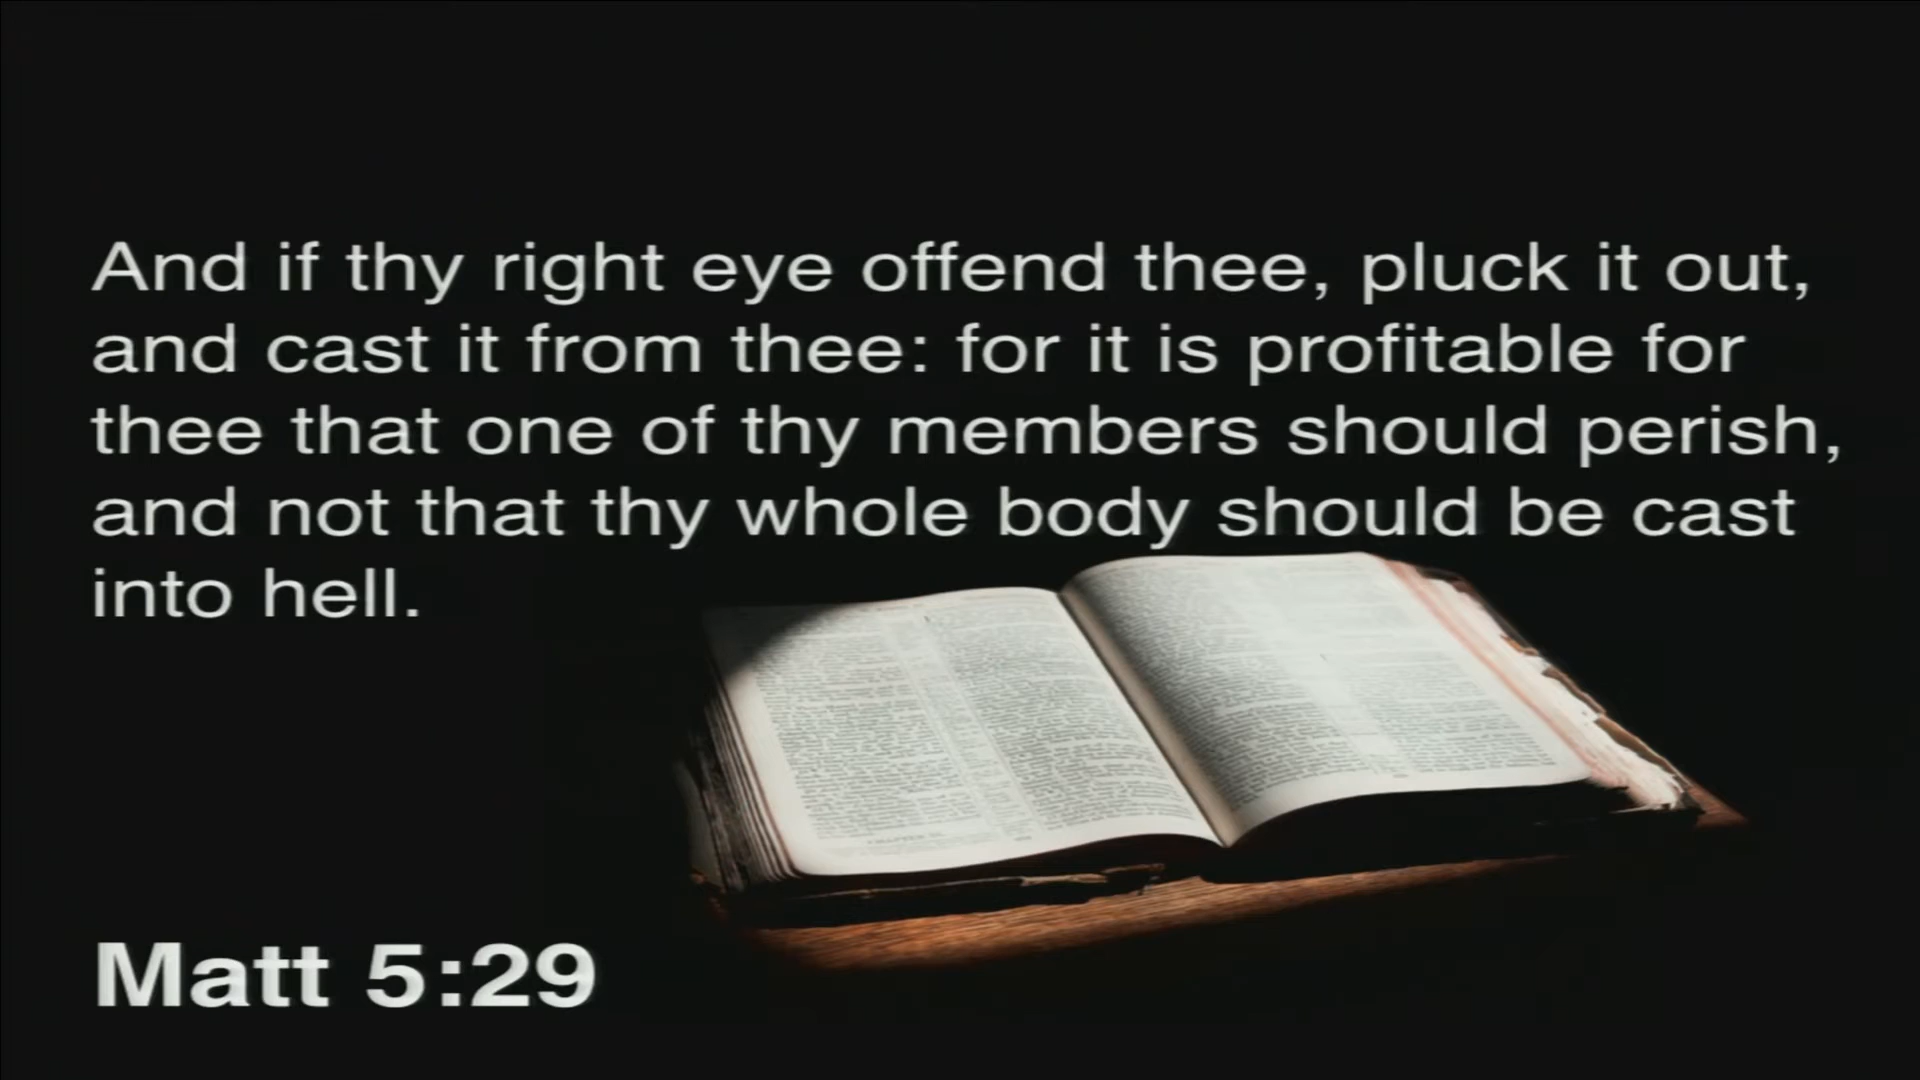 And if thy right eye offend thee, pluck it out,
and cast it from thee: for it is profitable for
thee that one of thy members should perish,
and not that thy whole body should be cast
into hell.
Matt 5:29